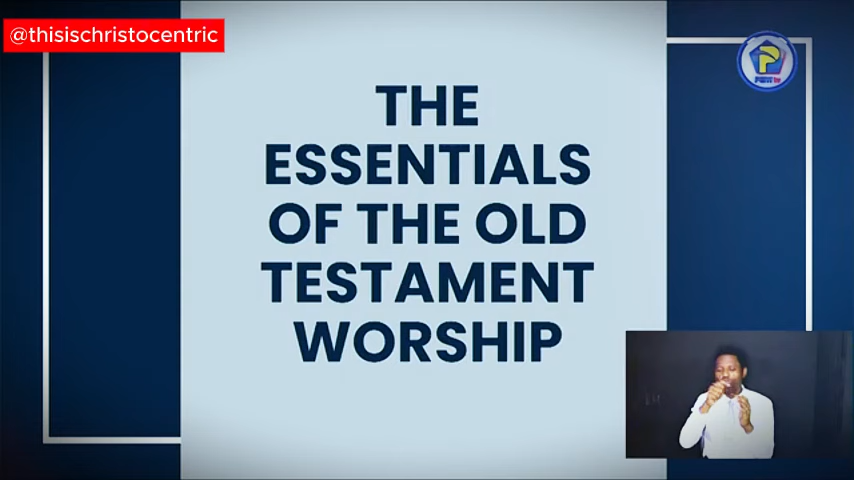 @thisischristocentric
THE
ESSENTIALS
OF THE OLD
TESTAMENT
WORSHIP